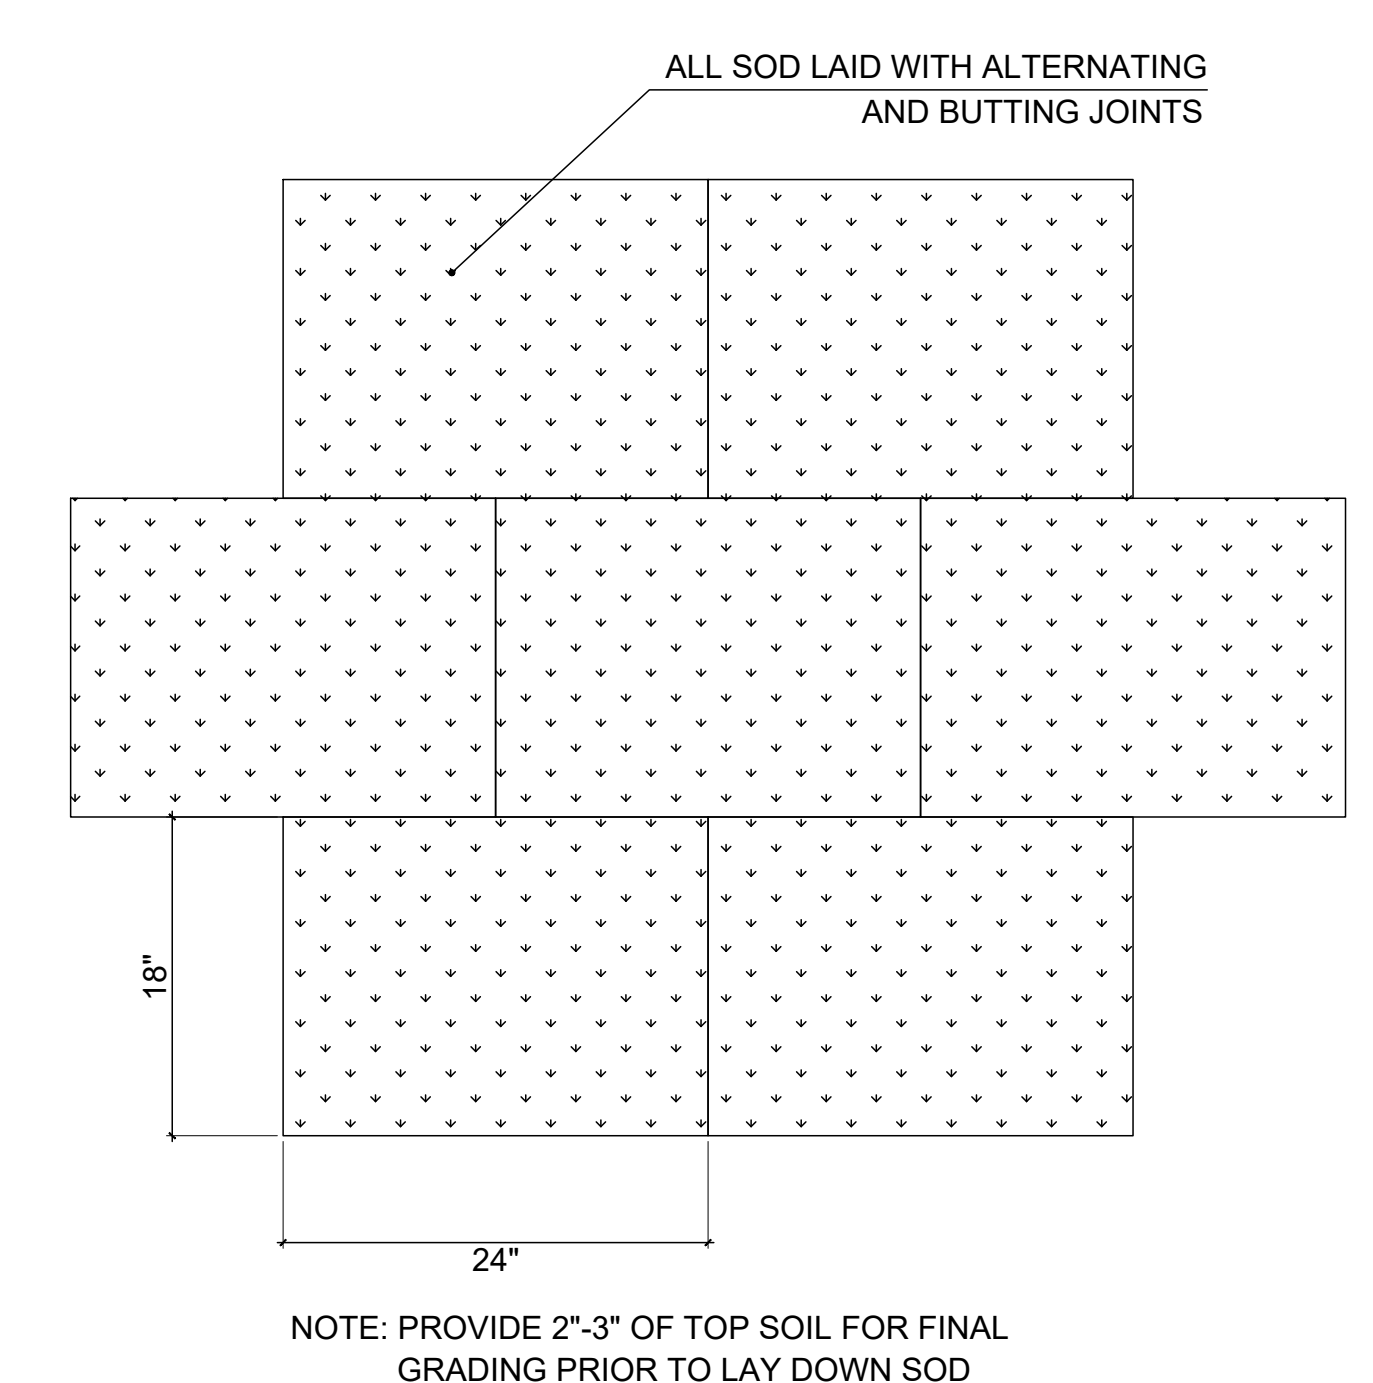 ALL SOD LAID WITH ALTERNATING
AND BUTTING JOINTS
18"
24"
NOTE: PROVIDE 2"-3" OF TOP SOIL FOR FINAL
GRADING PRIOR TO LAY DOWN SOD